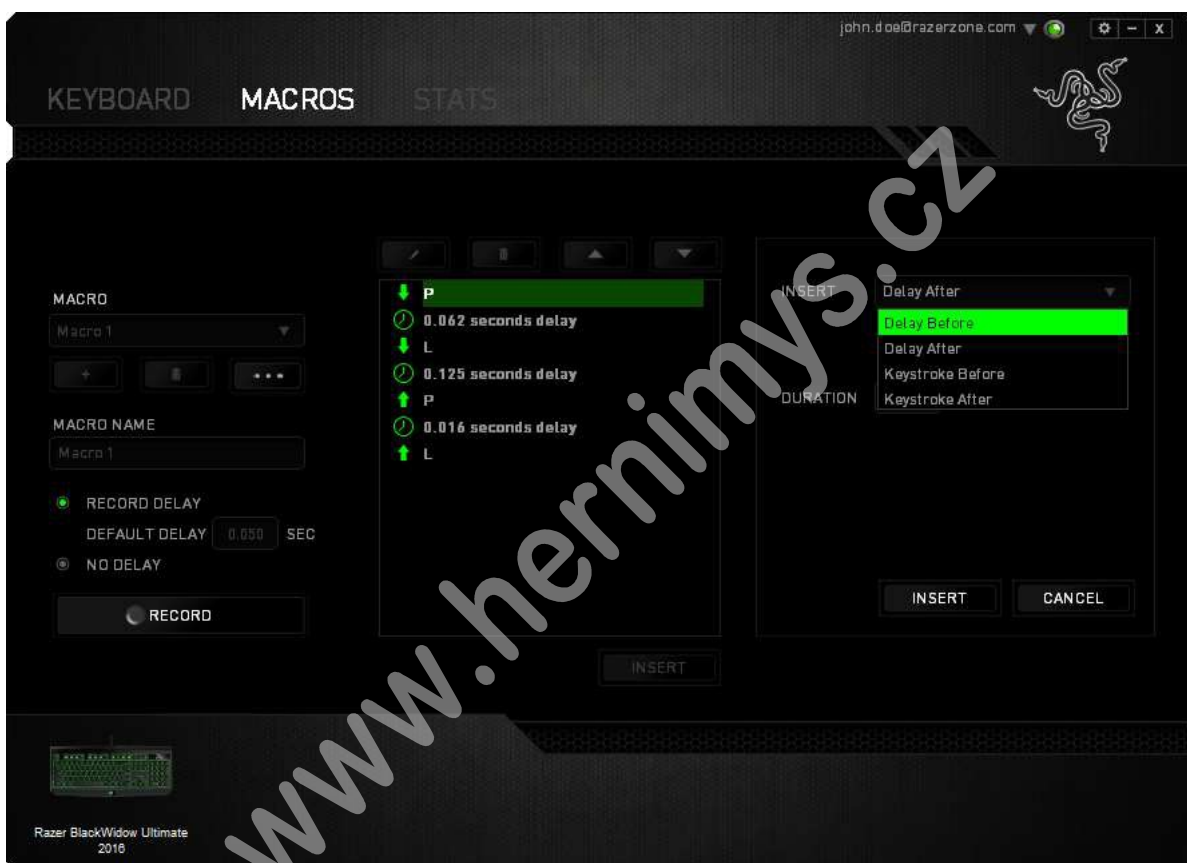 john.doe@razerzone.com
KEYBOARD MACROS STATS
MACRO
Macro 1
MACRO NAME
Macro 1
RECORD DELAY
DEFAULT DELAY 0.050 SEC
NO DELAY
RECORD
P
0.062 seconds delay
L
0.125 seconds delay
P
0.016 seconds delay
L
INSERT
INSERT Delay After
Delay Before
Delay After
Keystroke Before
Keystroke After
DURATION
INSERT CANCEL
Razer BlackWidow Ultimate
2016
www.hernimys.cz